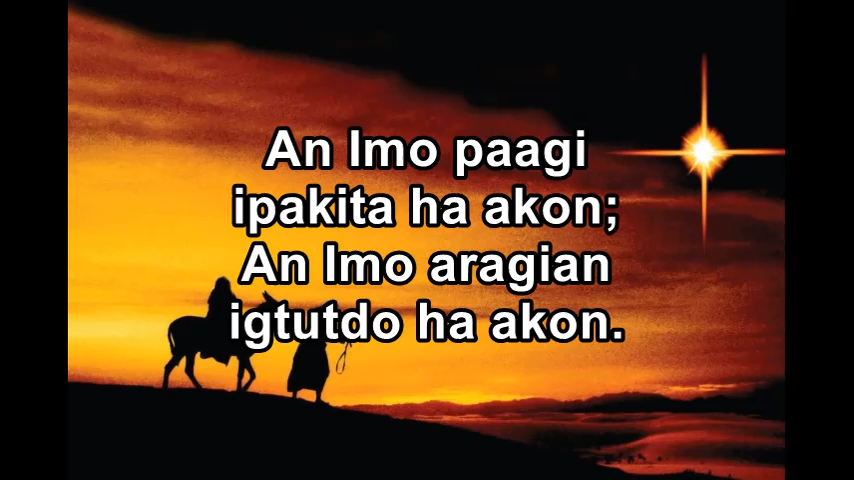 An Imo paagi
ipakita ha akon;
An Imo aragian
igtutdo ha akon.